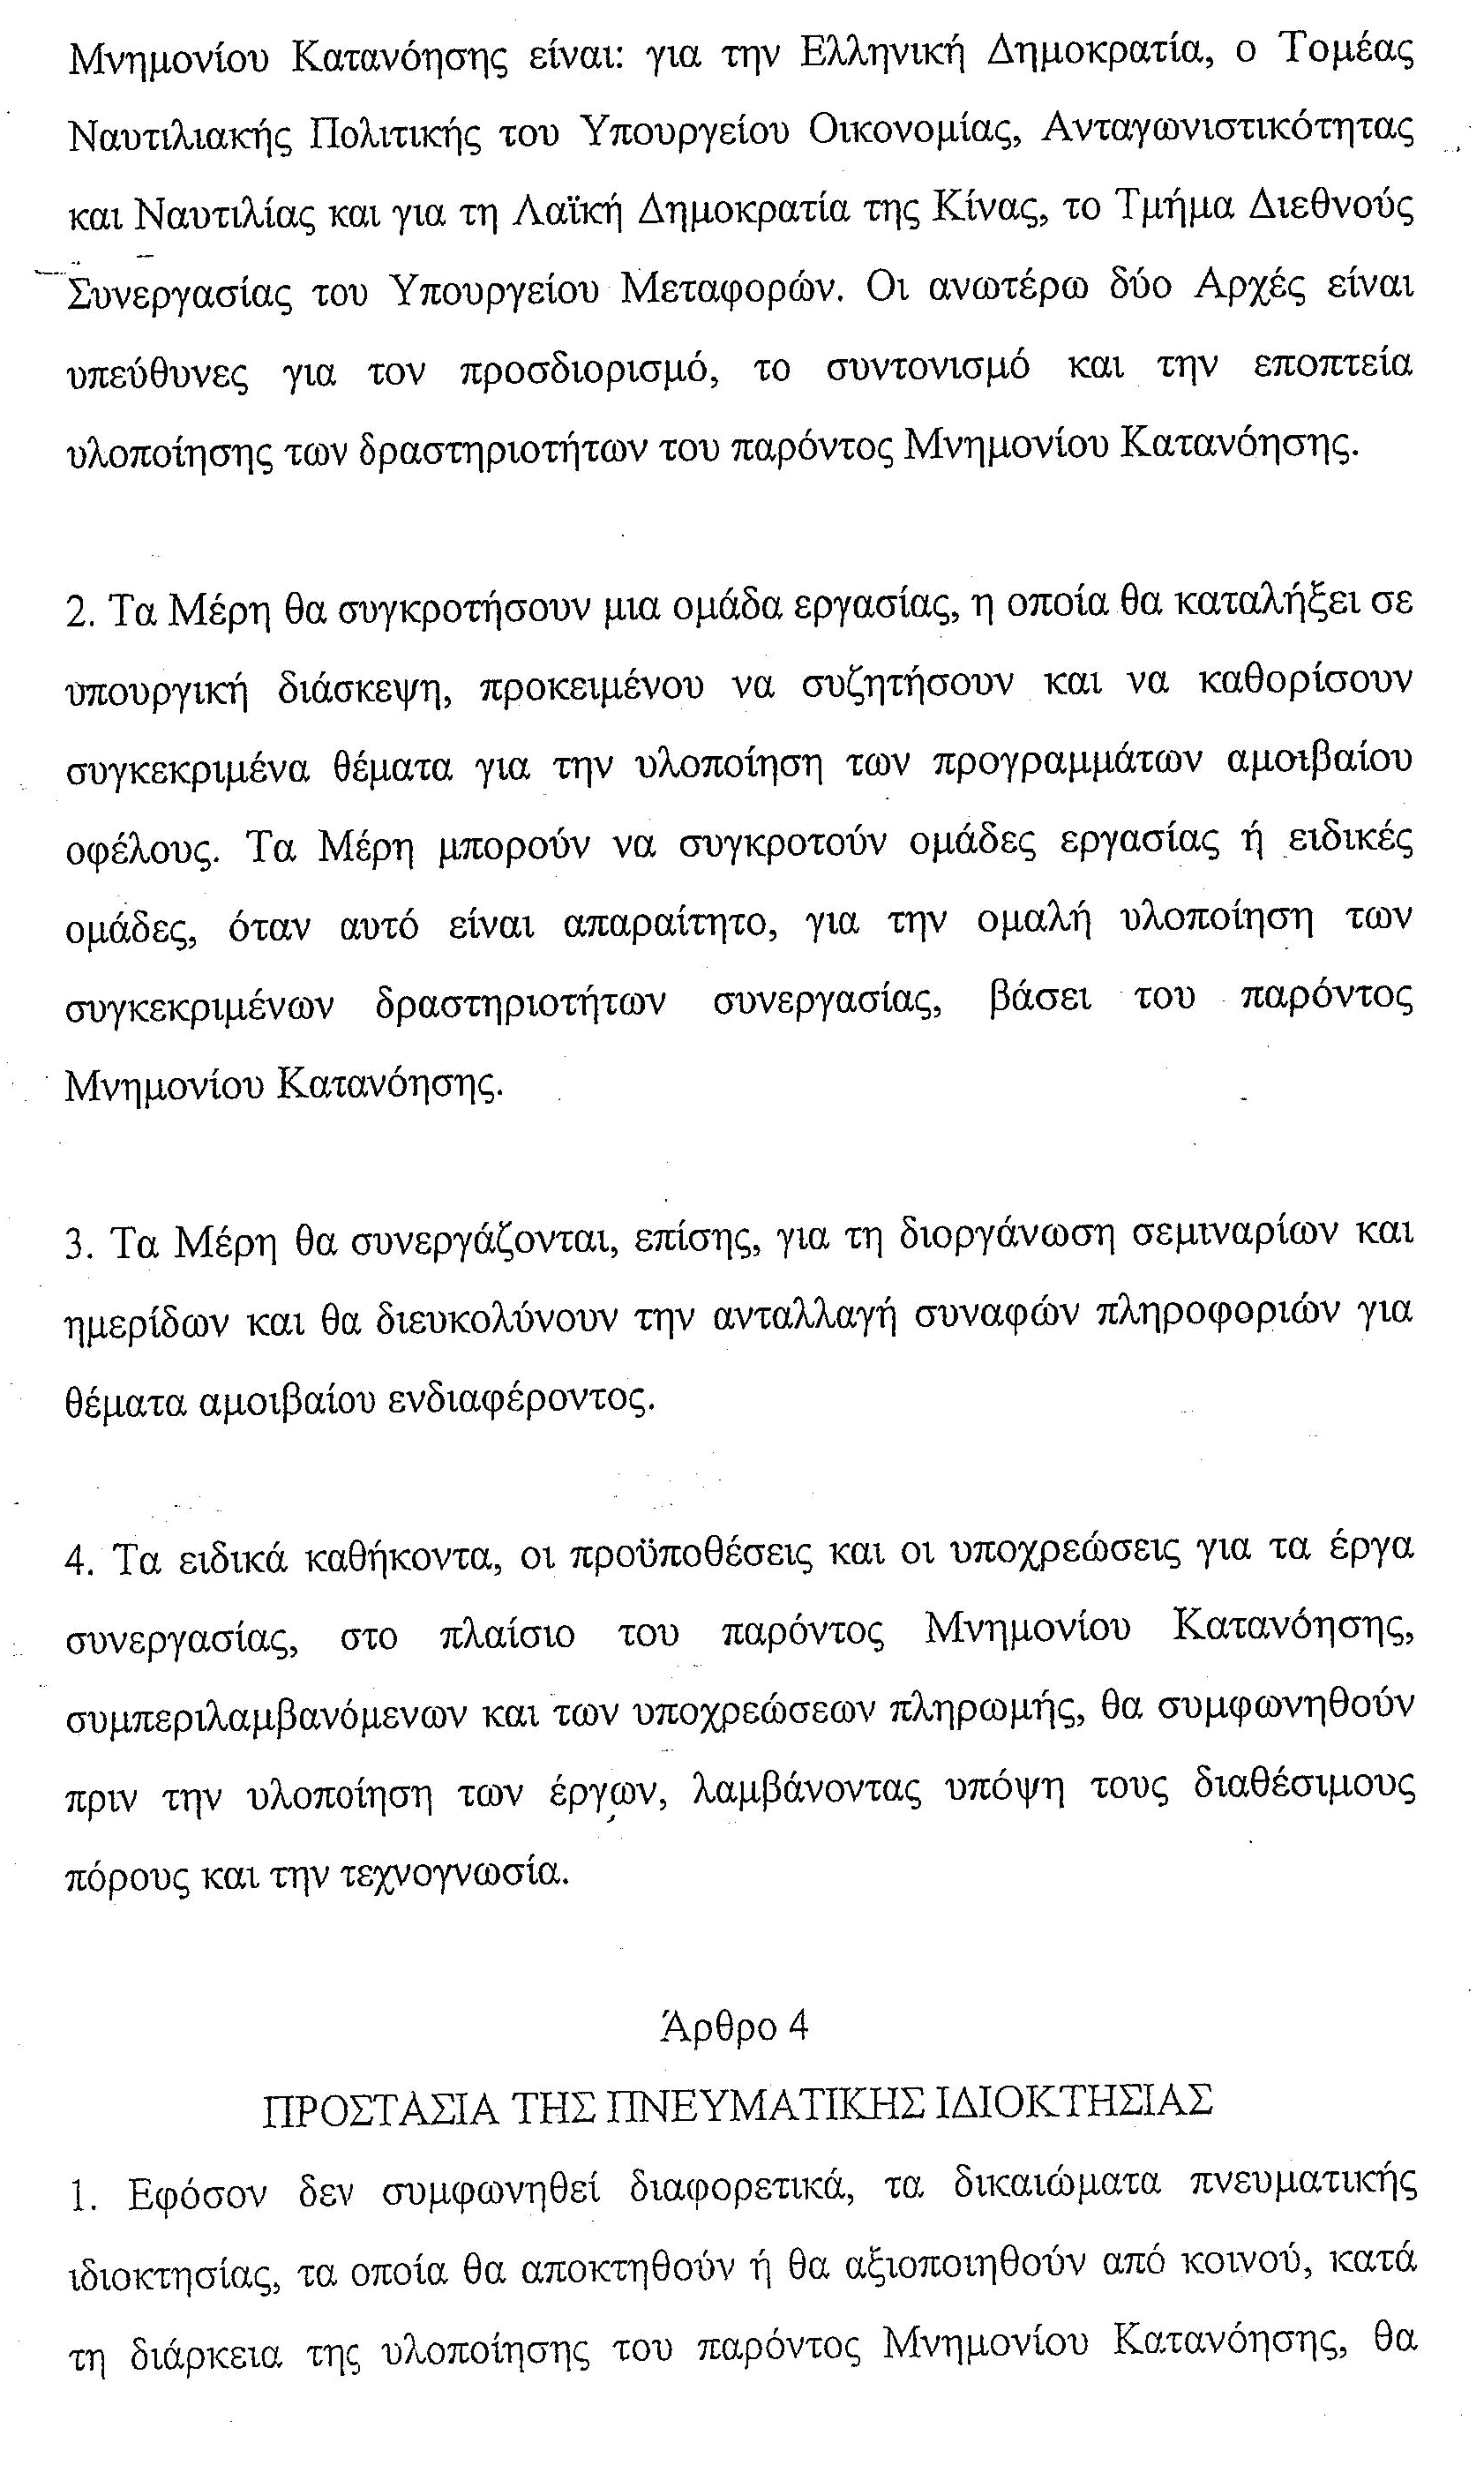 Μνημονίου Κατανόησης είναι: για την Ελληνική Δημοκρατία, ο Τομέας
Ναυτιλιακής Πολιτικής του Υπουργείου Οικονομίας, Ανταγωνιστικότητας
και Ναυτιλίας και για τη Λαϊκή Δημοκρατία της Κίνας, το Τμήμα Διεθνούς
Συνεργασίας του Υπουργείου Μεταφορών. Οι ανωτέρω δύο Αρχές είναι
υπεύθυνες για τον προσδιορισμό, το συντονισμό και την εποπτεία
υλοποίησης των δραστηριοτήτων του παρόντος Μνημονίου Κατανόησης.
2. Τα Μέρη θα συγκροτήσουν μια ομάδα εργασίας, η οποία θα καταλήξει σε
υπουργική διάσκεψη, προκειμένου να συζητήσουν και να καθορίσουν
συγκεκριμένα θέματα για την υλοποίηση των προγραμμάτων αμοιβαίου
οφέλους. Τα Μέρη μπορούν να συγκροτούν ομάδες εργασίας ή ειδικές
ομάδες, όταν αυτό είναι απαραίτητο, για την ομαλή υλοποίηση των
συγκεκριμένων δραστηριοτήτων συνεργασίας, βάσει του παρόντος
Μνημονίου Κατανόησης.
3. Τα Μέρη θα συνεργάζονται, επίσης, για τη διοργάνωση σεμιναρίων και
ημερίδων και θα διευκολύνουν την ανταλλαγή συναφών πληροφοριών για
θέματα αμοιβαίου ενδιαφέροντος.
4. Τα ειδικά καθήκοντα, οι προϋποθέσεις και οι υποχρεώσεις για τα έργα
συνεργασίας, στο πλαίσιο του παρόντος Μνημονίου Κατανόησης,
συμπεριλαμβανόμενων και των υποχρεώσεων πληρωμής, θα συμφωνηθούν
πριν την υλοποίηση των έργων, λαμβάνοντας υπόψη τους διαθέσιμους
πόρους και την τεχνογνωσία.
Άρθρο 4
ΠΡΟΣΤΑΣΙΑ ΤΗΣ ΠΝΕΥΜΑΤΙΚΗΣ ΙΔΙΟΚΤΗΣΙΑΣ
1. Εφόσον δεν συμφωνηθεί διαφορετικά, τα δικαιώματα πνευματικής
ιδιοκτησίας, τα οποία θα αποκτηθούν ή θα αξιοποιηθούν από κοινού, κατά
τη διάρκεια της υλοποίησης του παρόντος Μνημονίου Κατανόησης, θα